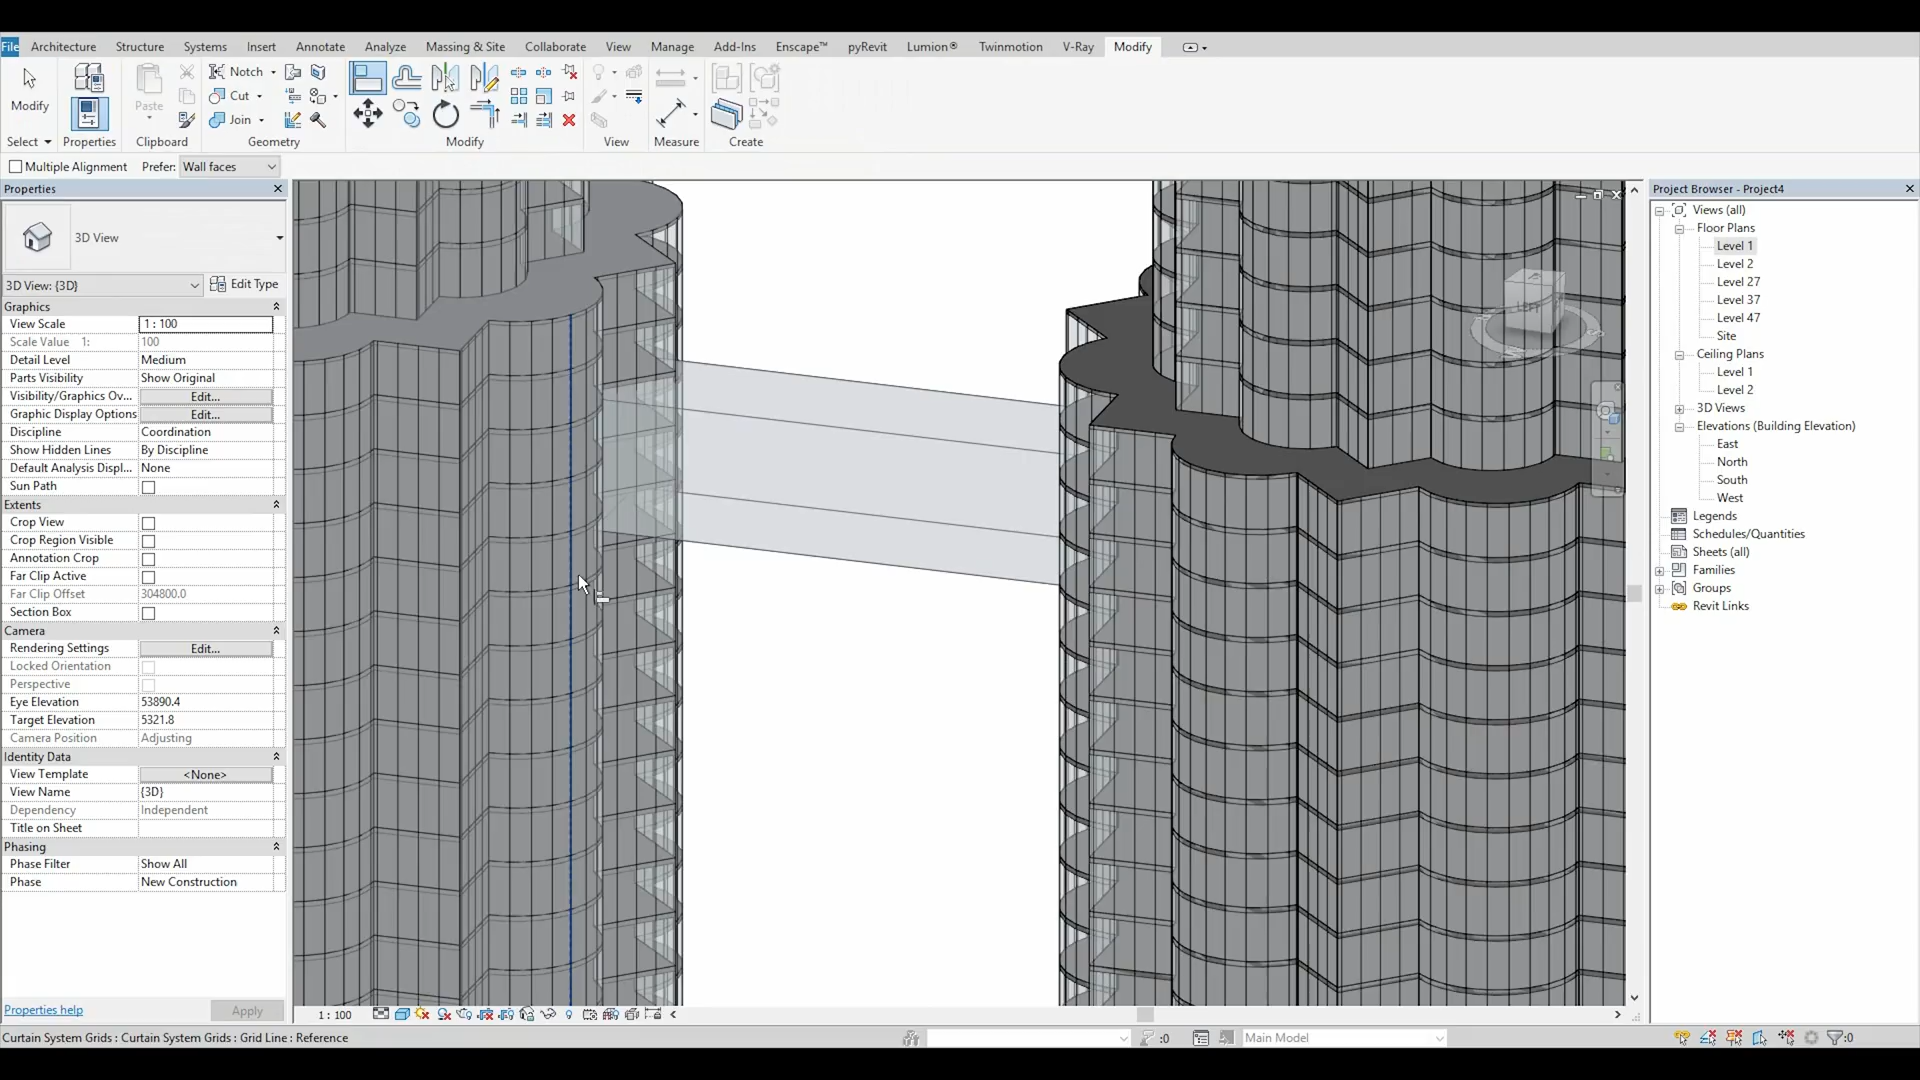 File Architecture Structure Systems Insert Annotate Analyze Massing & Site Collaborate View Manage Add-Ins Enscape™ pyRevit Lumion® Twinmotion V-Ray Modify
Notch
Modify Paste Cut
Join
Select Properties Clipboard Geometry Modify View Measure Create
Multiple Alignment Prefer: Wall faces
Properties
3D View
3D View: {3D} Edit Type
Graphics
View Scale 1 : 100
Scale Value 1: 100
Detail Level Medium
Parts Visibility Show Original
Visibility/Graphics Ov... Edit...
Graphic Display Options Edit...
Discipline Coordination
Show Hidden Lines By Discipline
Default Analysis Displ... None
Sun Path
Extents
Crop View
Crop Region Visible
Annotation Crop
Far Clip Active
Far Clip Offset 304800.0
Section Box
Camera
Rendering Settings Edit...
Locked Orientation
Perspective
Eye Elevation 53890.4
Target Elevation 5321.8
Camera Position Adjusting
Identity Data
View Template <None>
View Name {3D}
Dependency Independent
Title on Sheet
Phasing
Phase Filter Show All
Phase New Construction
Properties help Apply
LEFT
1 : 100
Project Browser - Project4
Views (all)
Floor Plans
Level 1
Level 2
Level 27
Level 37
Level 47
Site
Ceiling Plans
Level 1
Level 2
3D Views
Elevations (Building Elevation)
East
North
South
West
Legends
Schedules/Quantities
Sheets (all)
Families
Groups
Revit Links
Curtain System Grids : Curtain System Grids : Grid Line : Reference :0 Main Model :0